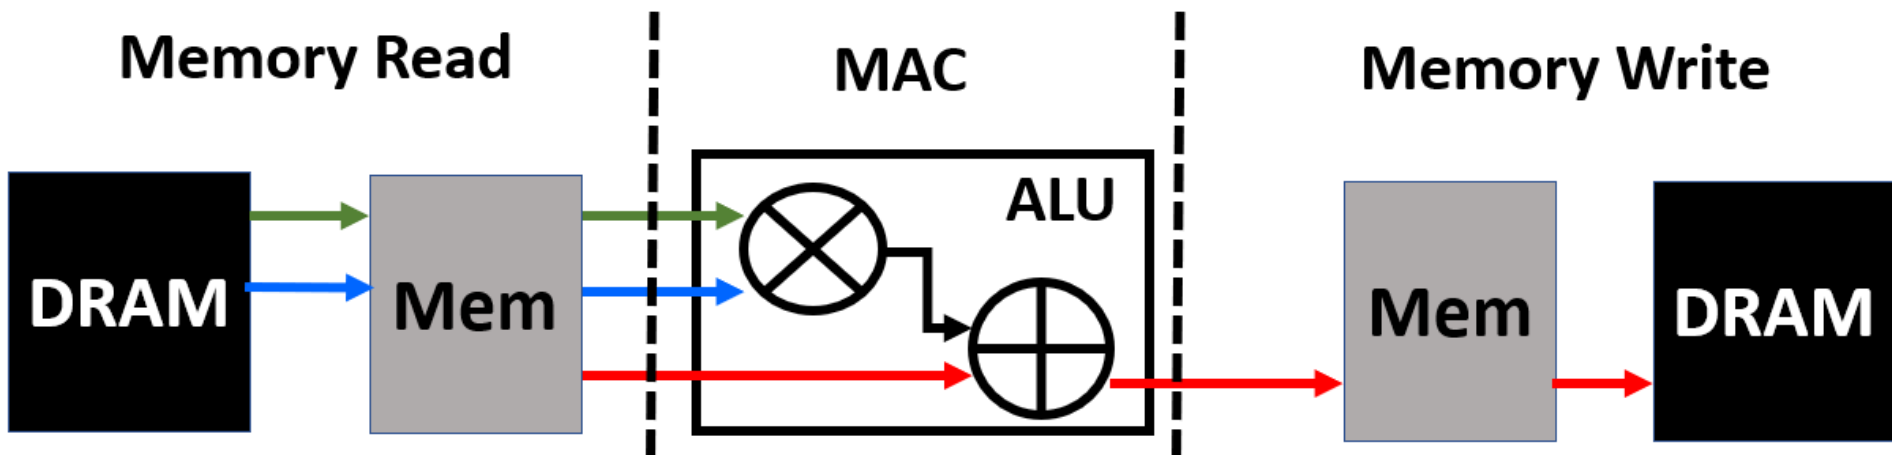 Memory Read
MAC
Memory Write
DRAM
Mem
ALU
Mem
DRAM